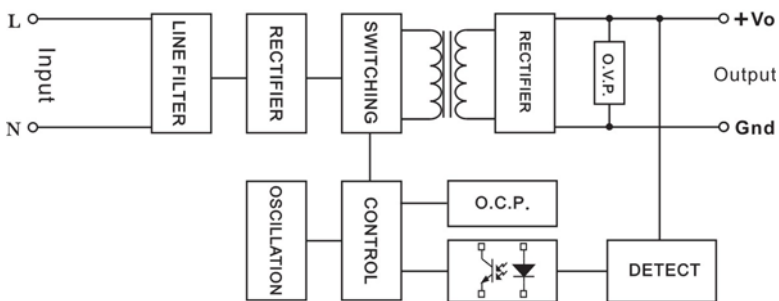 L
N
Input
LINE FILTER
RECTIFIER
SWITCHING
RECTIFIER
O.V.P.
+Vo
Output
Gnd
OSCILLATION
CONTROL
O.C.P.
DETECT